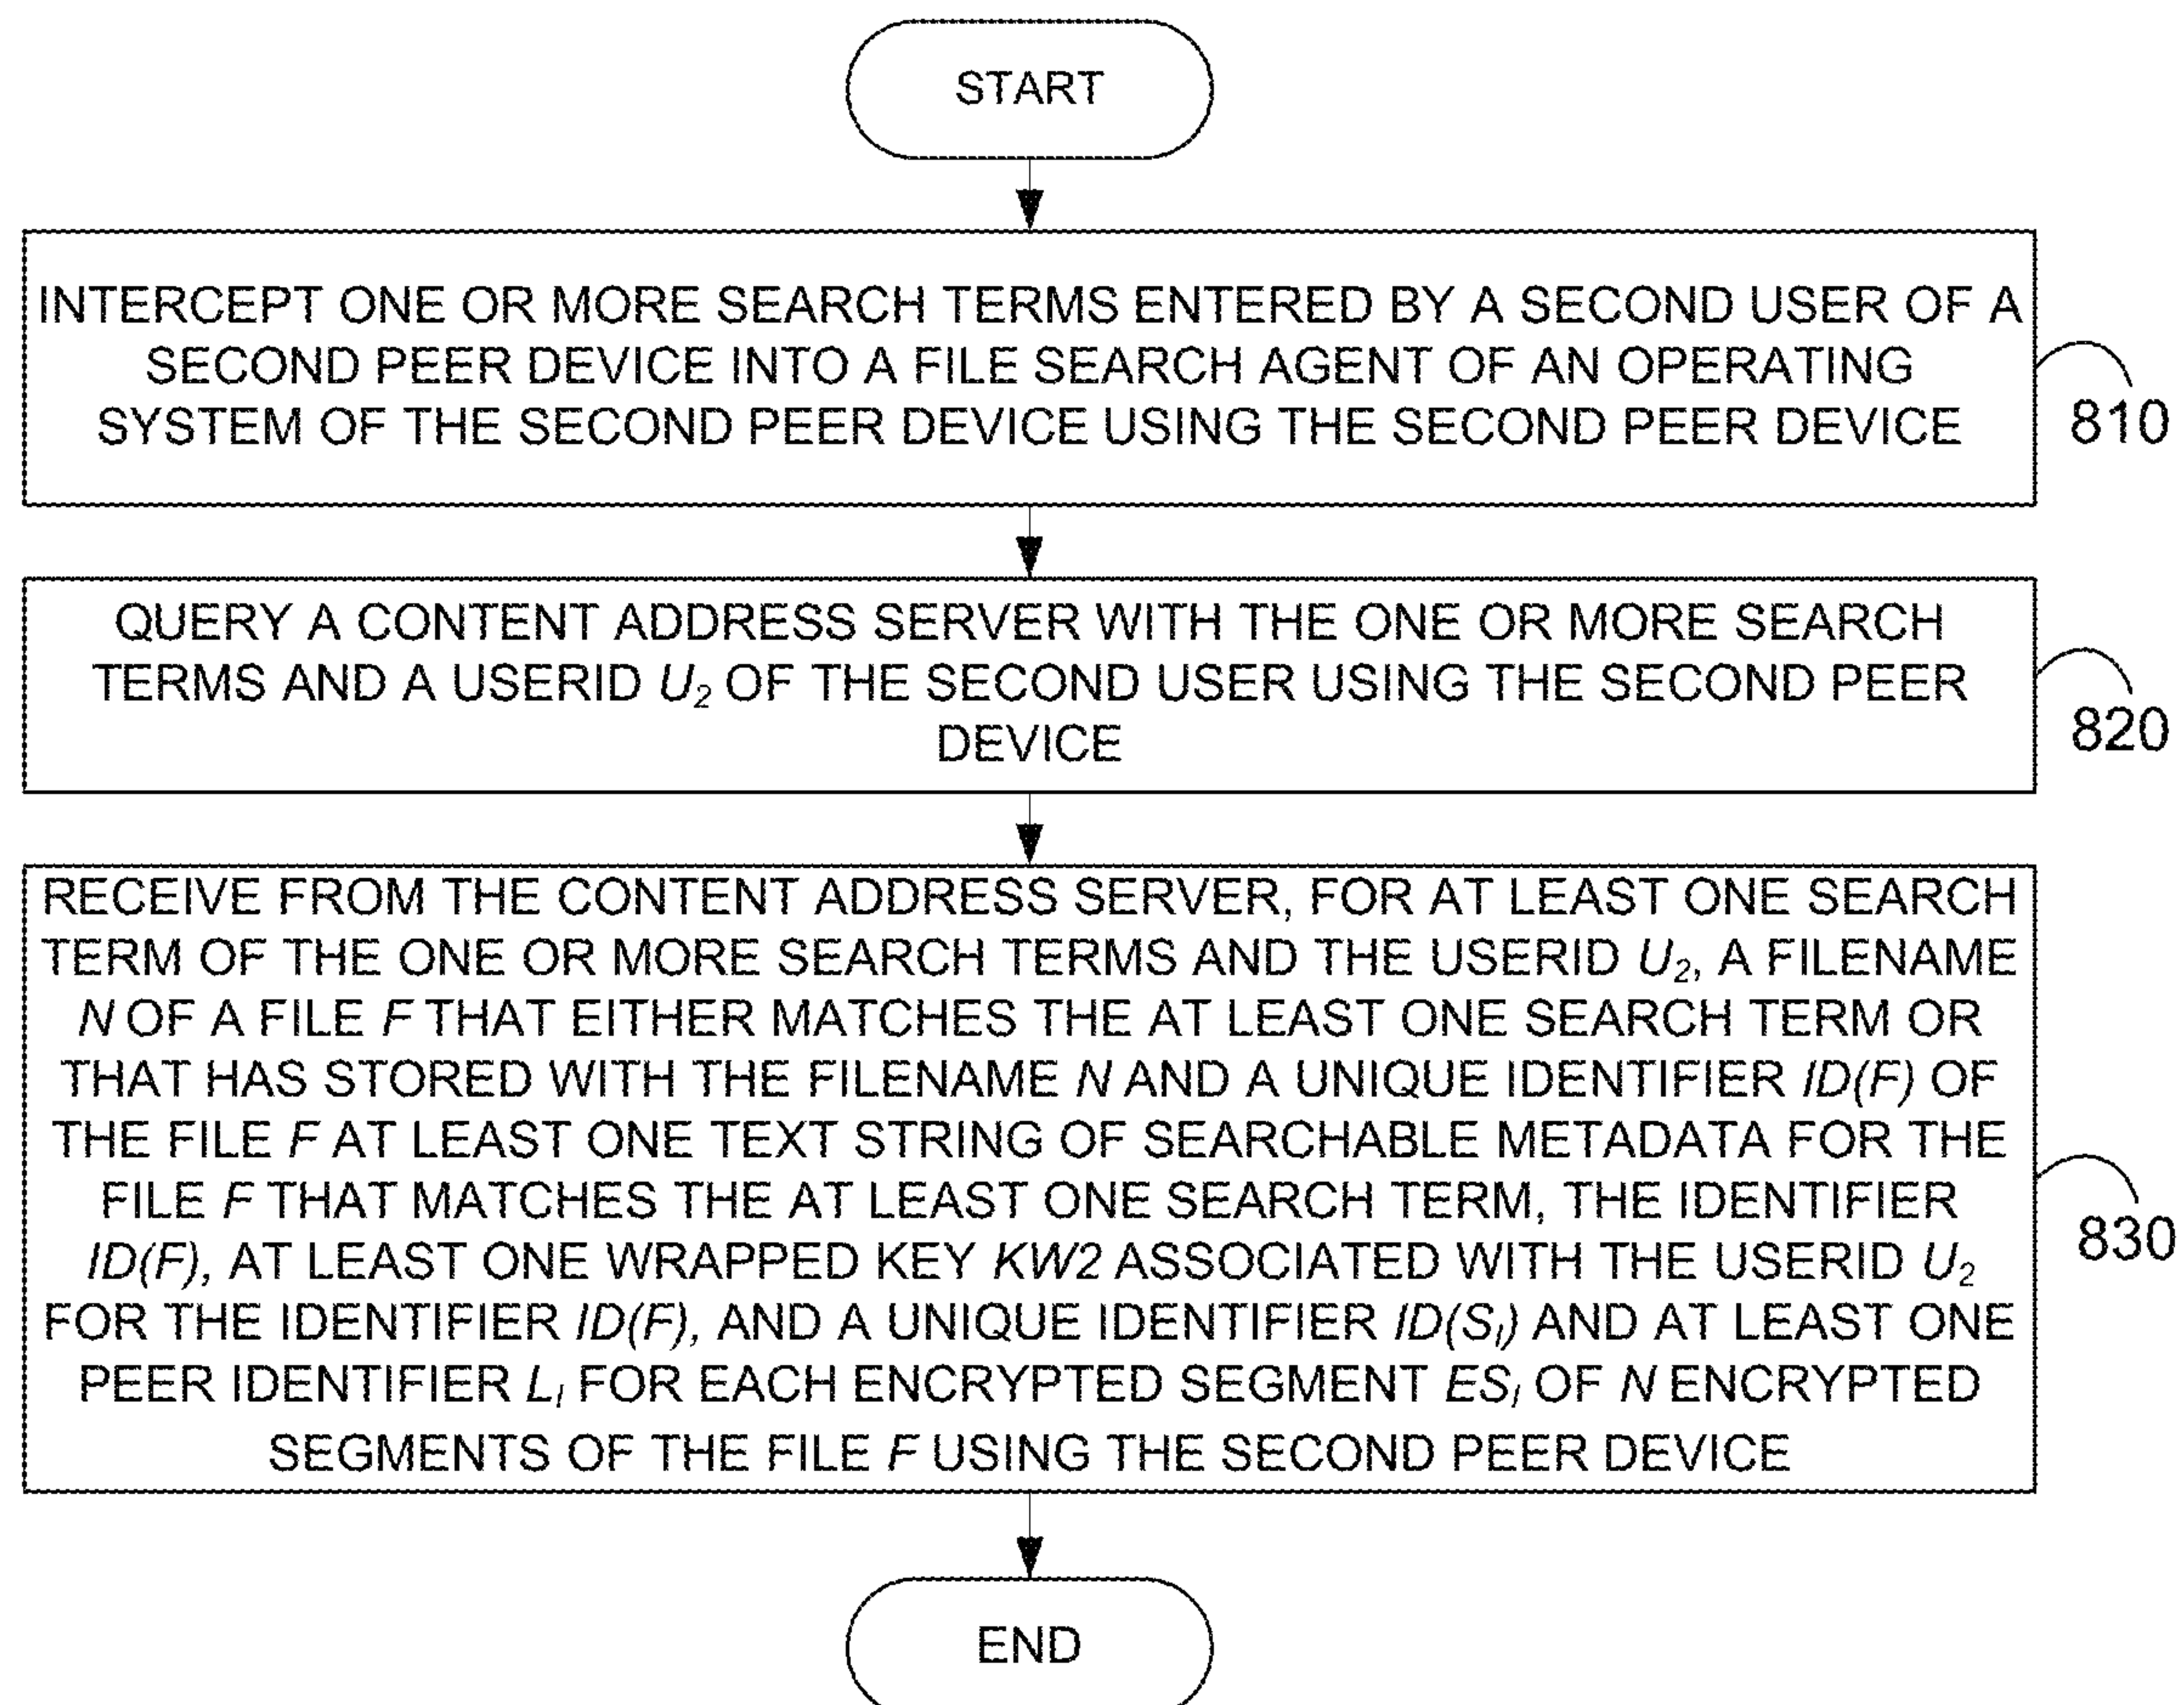 START
INTERCEPT ONE OR MORE SEARCH TERMS ENTERED BY A SECOND USER OF A
SECOND PEER DEVICE INTO A FILE SEARCH AGENT OF AN OPERATING
SYSTEM OF THE SECOND PEER DEVICE USING THE SECOND PEER DEVICE
810
QUERY A CONTENT ADDRESS SERVER WITH THE ONE OR MORE SEARCH
TERMS AND A USERID U₂ OF THE SECOND USER USING THE SECOND PEER
DEVICE
820
RECEIVE FROM THE CONTENT ADDRESS SERVER, FOR AT LEAST ONE SEARCH
TERM OF THE ONE OR MORE SEARCH TERMS AND THE USERID U₂, A FILENAME
N OF A FILE F THAT EITHER MATCHES THE AT LEAST ONE SEARCH TERM OR
THAT HAS STORED WITH THE FILENAME N AND A UNIQUE IDENTIFIER ID(F) OF
THE FILE F AT LEAST ONE TEXT STRING OF SEARCHABLE METADATA FOR THE
FILE F THAT MATCHES THE AT LEAST ONE SEARCH TERM, THE IDENTIFIER
ID(F), AT LEAST ONE WRAPPED KEY KW2 ASSOCIATED WITH THE USERID U₂
FOR THE IDENTIFIER ID(F), AND A UNIQUE IDENTIFIER ID(S_I) AND AT LEAST ONE
PEER IDENTIFIER L_I FOR EACH ENCRYPTED SEGMENT ES_I OF N ENCRYPTED
SEGMENTS OF THE FILE F USING THE SECOND PEER DEVICE
830
END